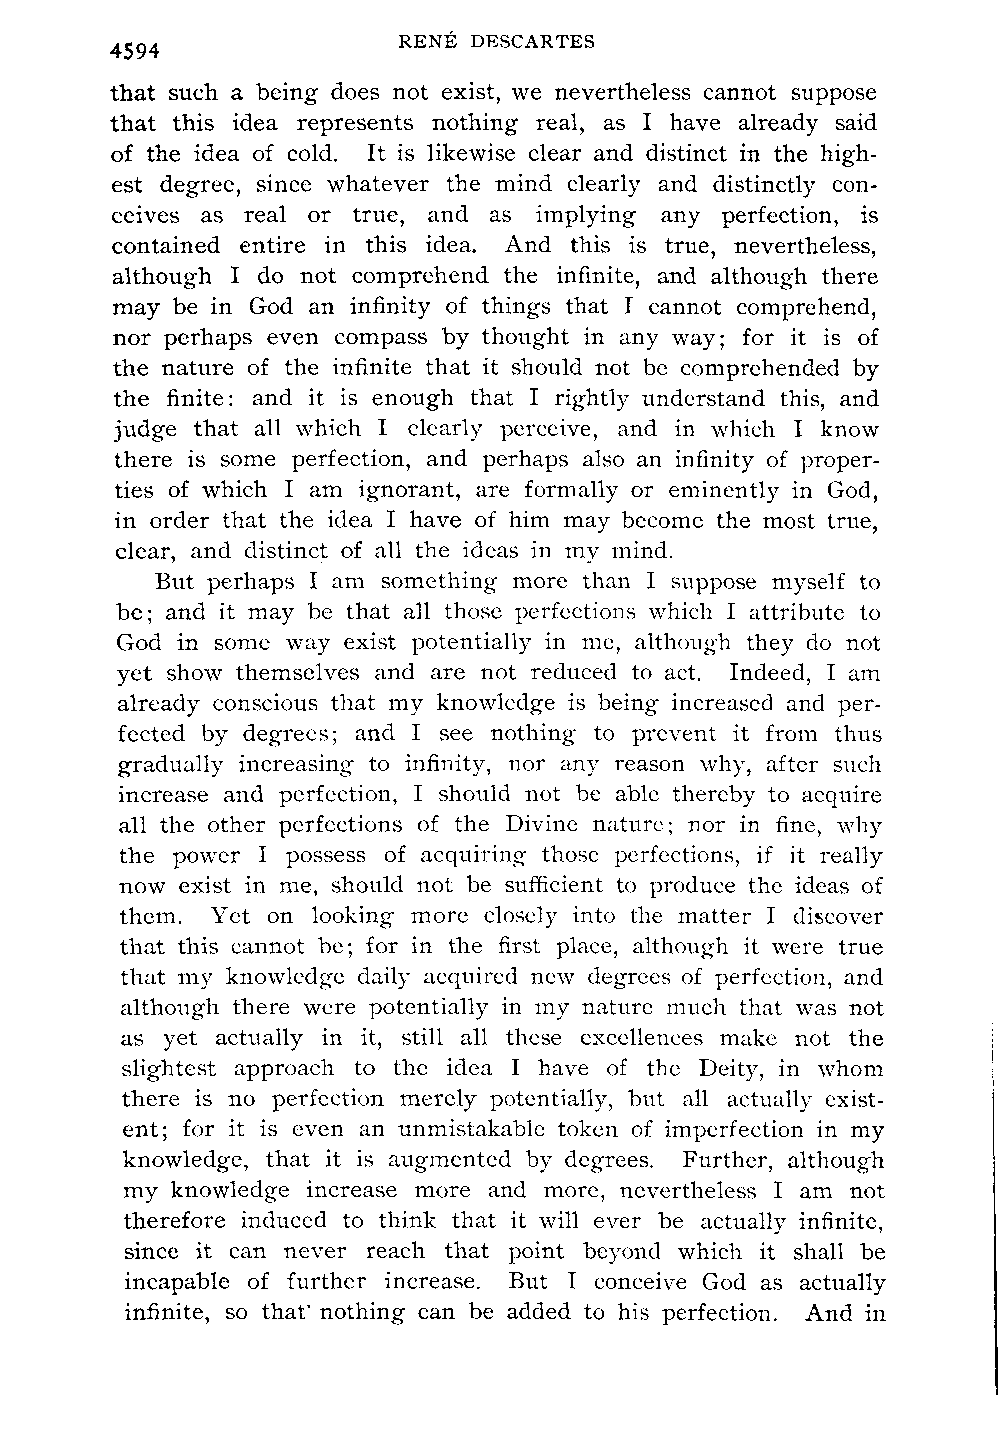 4594
RENÉ DESCARTES
that such a being does not exist, we nevertheless cannot suppose
that this idea represents nothing real, as I have already said
of the idea of cold. It is likewise clear and distinct in the high-
est degree, since whatever the mind clearly and distinctly con-
ceives as real or true, and as implying any perfection, is
contained entire in this idea. And this is true, nevertheless,
although I do not comprehend the infinite, and although there
may be in God an infinity of things that I cannot comprehend,
nor perhaps even compass by thought in any way; for it is of
the nature of the infinite that it should not be comprehended by
the finite: and it is enough that I rightly understand this, and
judge that all which I clearly perceive, and in which I know
there is some perfection, and perhaps also an infinity of proper-
ties of which I am ignorant, are formally or eminently in God,
in order that the idea I have of him may become the most true,
clear, and distinct of all the ideas in my mind.
But perhaps I am something more than I suppose myself to
be; and it may be that all those perfections which I attribute to
God in some way exist potentially in me, although they do not
yet show themselves and are not reduced to act. Indeed, I am
already conscious that my knowledge is being increased and per-
fected by degrees; and I see nothing to prevent it from thus
gradually increasing to infinity, nor any reason why, after such
increase and perfection, I should not be able thereby to acquire
all the other perfections of the Divine nature; nor in fine, why
the power I possess of acquiring those perfections, if it really
now exist in me, should not be sufficient to produce the ideas of
them. Yet on looking more closely into the matter I discover
that this cannot be; for in the first place, although it were true
that my knowledge daily acquired new degrees of perfection, and
although there were potentially in my nature much that was not
as yet actually in it, still all these excellences make not the
slightest approach to the idea I have of the Deity, in whom
there is no perfection merely potentially, but all actually exist-
ent; for it is even an unmistakable token of imperfection in my
knowledge, that it is augmented by degrees. Further, although
my knowledge increase more and more, nevertheless I am not
therefore induced to think that it will ever be actually infinite,
since it can never reach that point beyond which it shall be
incapable of further increase. But I conceive God as actually
infinite, so that nothing can be added to his perfection. And in